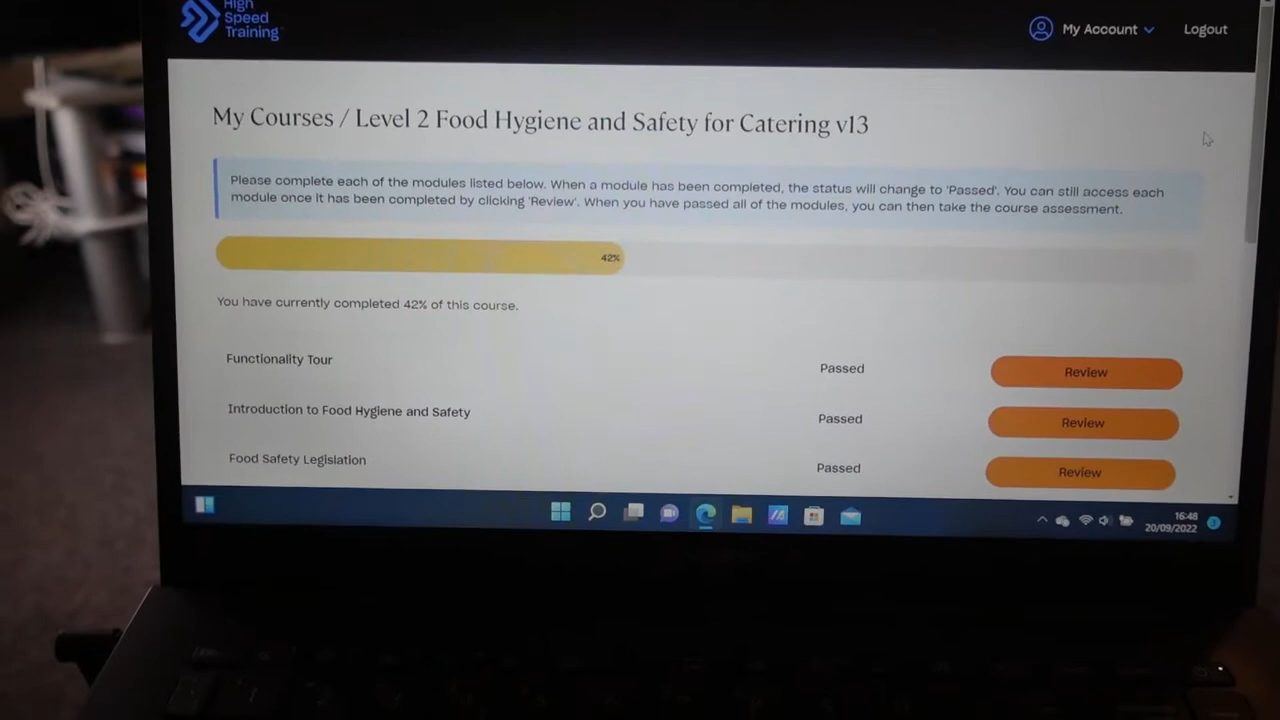 High
Speed
Training
My Account
Logout
My Courses / Level 2 Food Hygiene and Safety for Catering v13
Please complete each of the modules listed below. When a module has been completed, the status will change to 'Passed'. You can still access each
module once it has been completed by clicking 'Review'. When you have passed all of the modules, you can then take the course assessment.
42%
You have currently completed 42% of this course.
Functionality Tour Passed Review
Introduction to Food Hygiene and Safety Passed Review
Food Safety Legislation Passed Review
16:48
20/09/2022